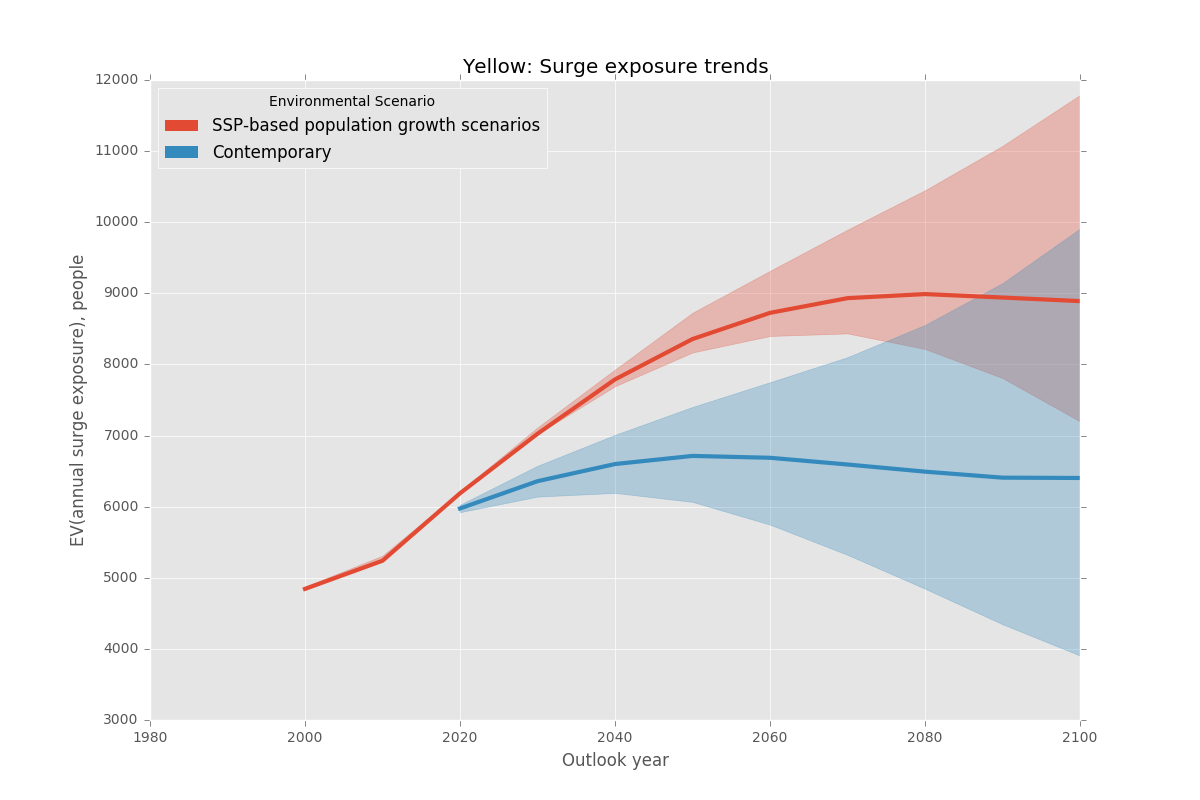 Yellow: Surge exposure trends
Environmental Scenario
SSP-based population growth scenarios
Contemporary
EV(annual surge exposure), people
12000
11000
10000
9000
8000
7000
6000
5000
4000
3000
1980 2000 2020 2040 2060 2080 2100
Outlook year